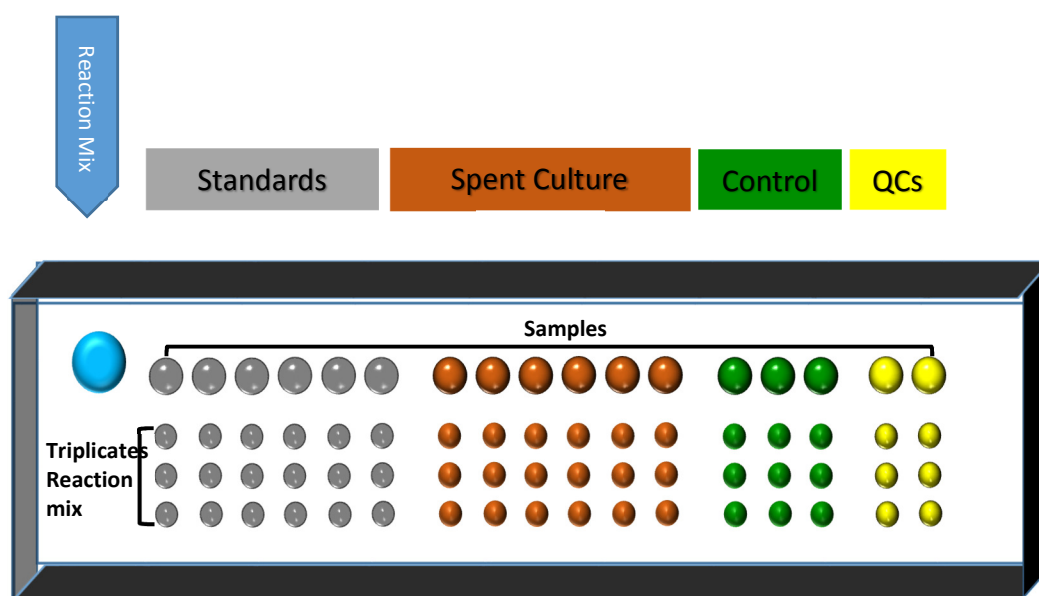 Reaction Mix
Standards
Spent Culture
Control
QCs
Samples
Triplicates
Reaction
mix